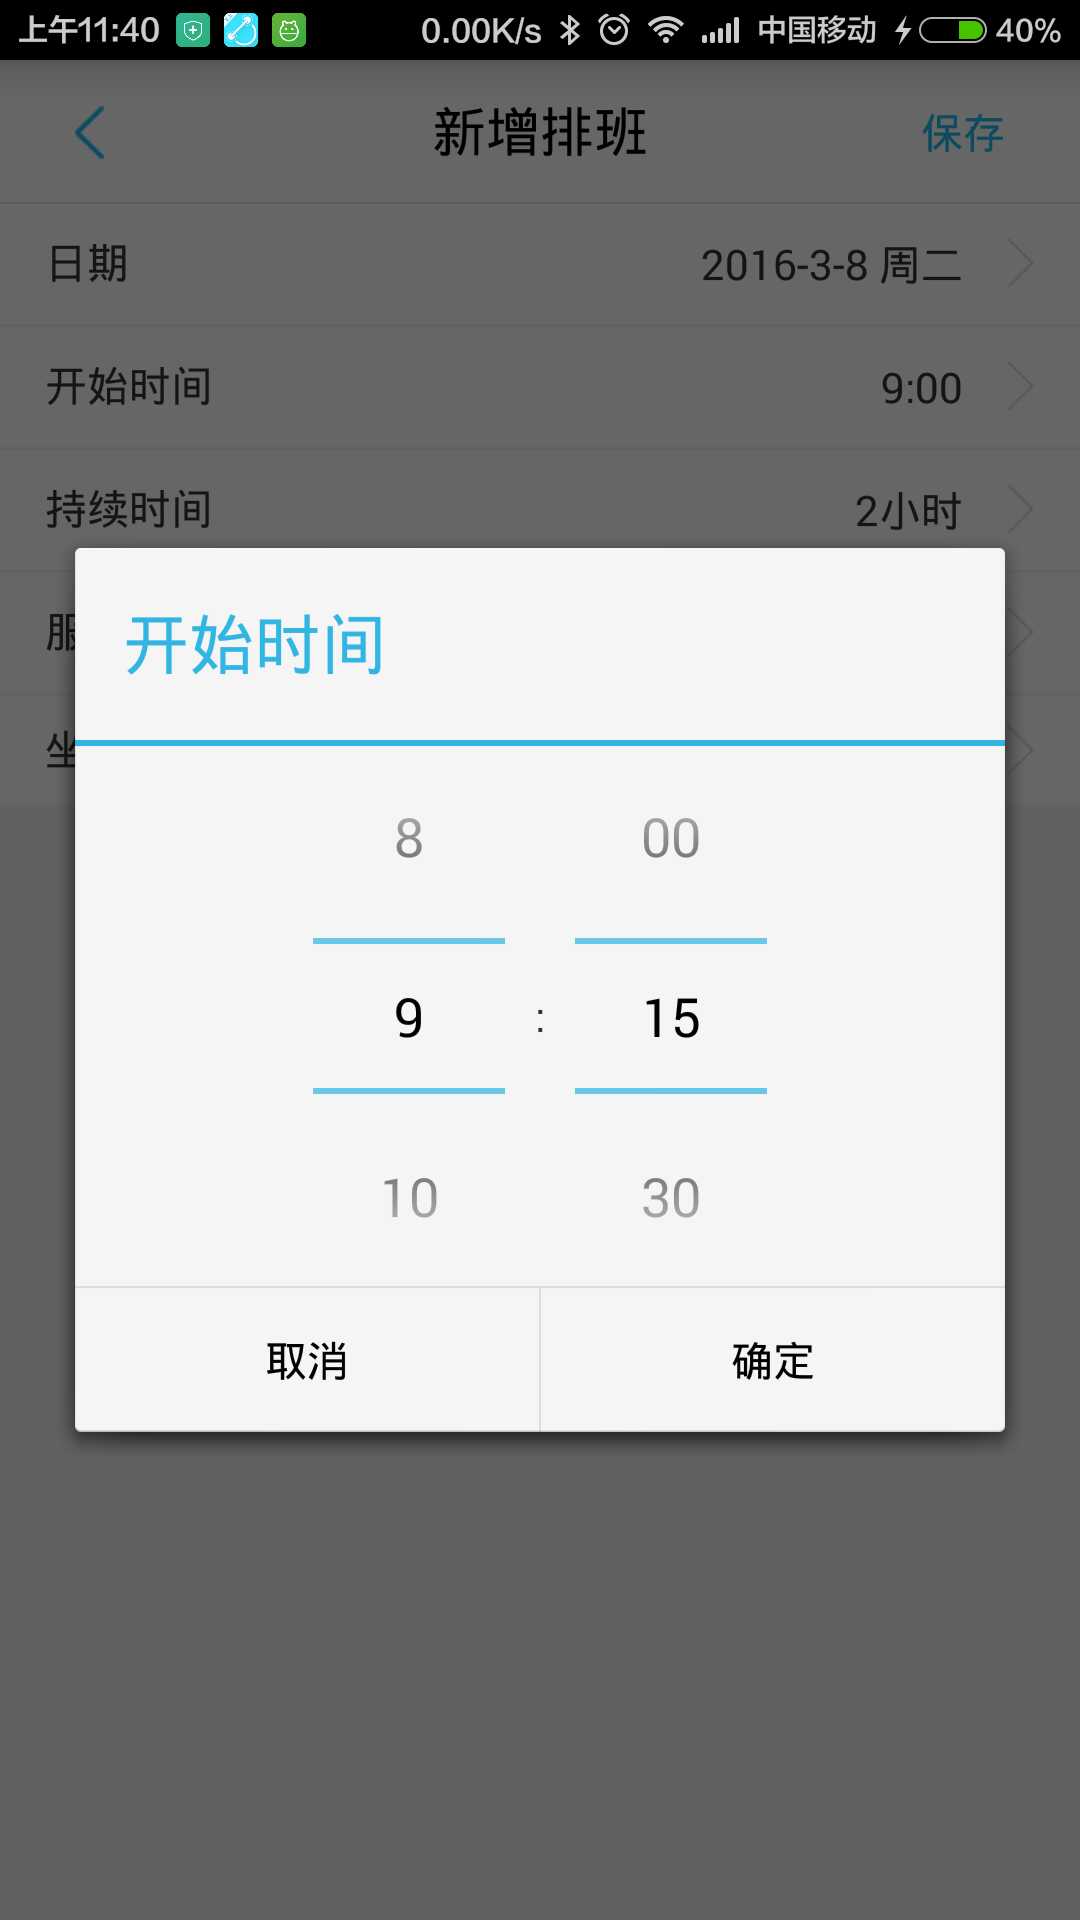 上午11:40 0.00K/s 中国移动 40%
新增排班 保存
日期 2016-3-8 周二
开始时间 9:00
持续时间 2小时
开始时间
8 00
9 : 15
10 30
取消 确定